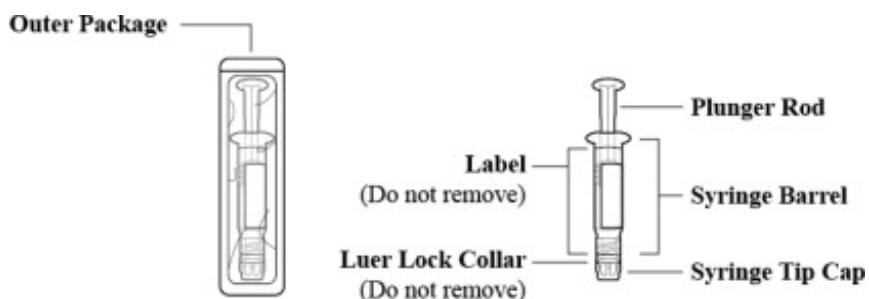 Outer Package
Plunger Rod
Label
(Do not remove)
Syringe Barrel
Luer Lock Collar
(Do not remove)
Syringe Tip Cap